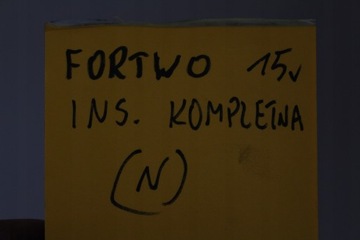 FORTWO 15v
INS. KOMPLETNA
(N)